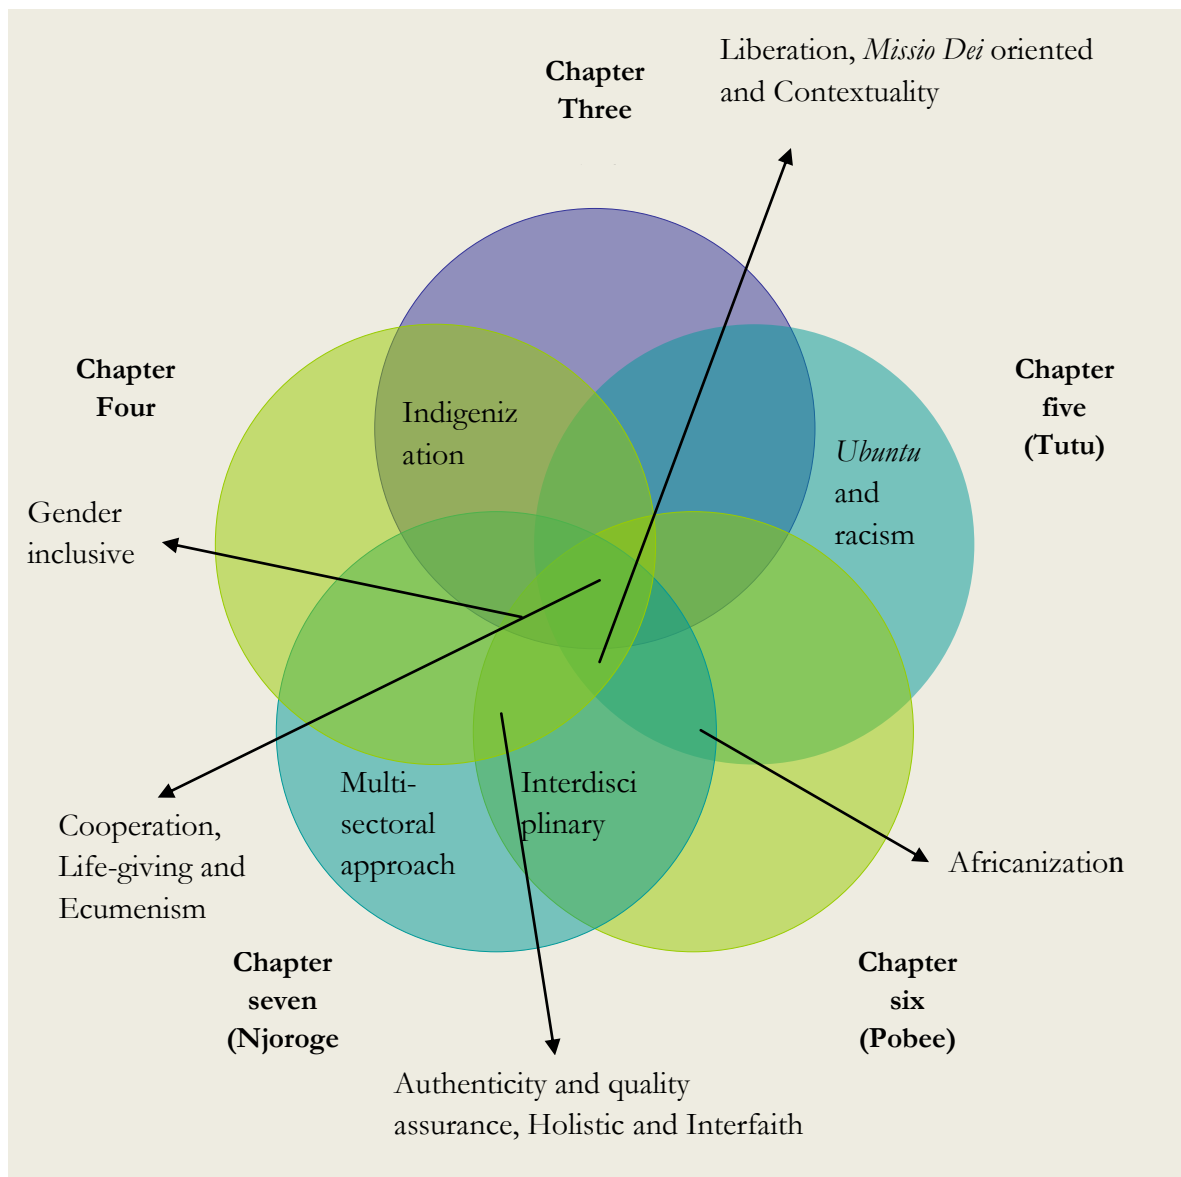 Liberation, Missio Dei oriented
and Contextuality
Chapter
Three
Chapter
Four
Chapter
five
(Tutu)
Indigeniz
ation
Ubuntu
and
racism
Gender
inclusive
Multi-
sectoral
approach
Interdisci
plinary
Cooperation,
Life-giving and
Ecumenism
Africanization
Chapter
seven
(Njoroge
Chapter
six
(Pobee)
Authenticity and quality
assurance, Holistic and Interfaith